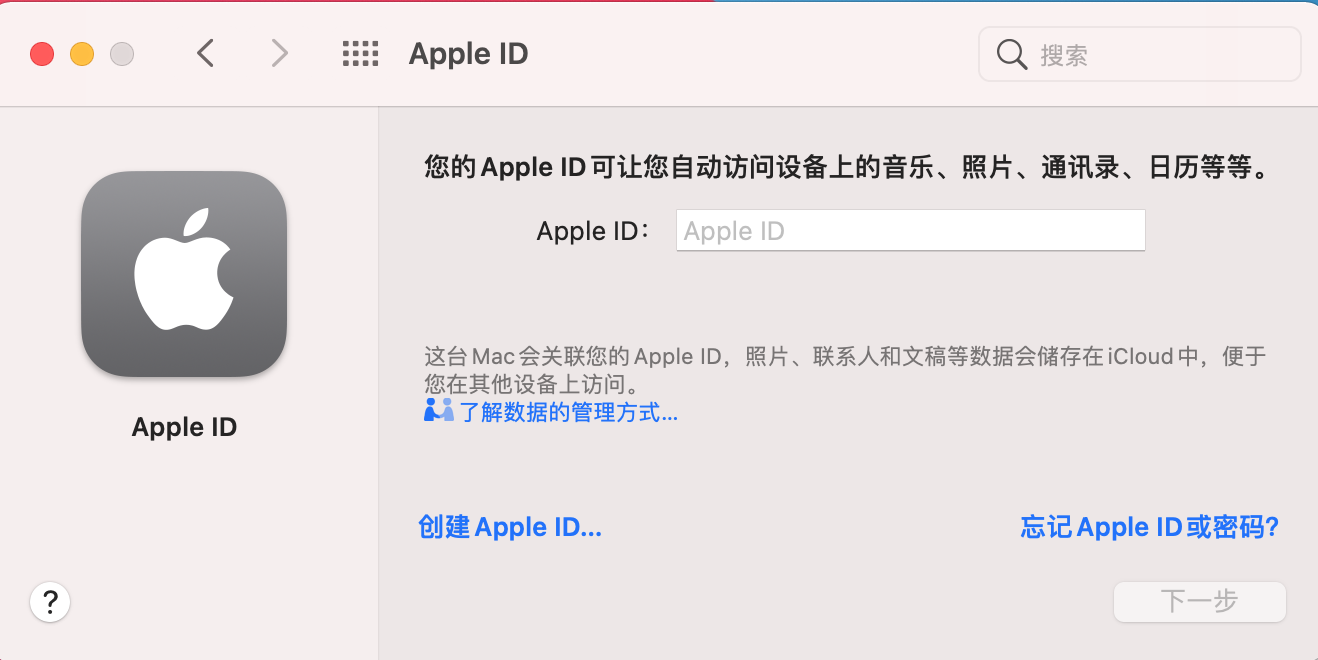 Apple ID
搜索
您的 Apple ID 可让您自动访问设备上的音乐、照片、通讯录、日历等等。
Apple ID：
Apple ID
这台 Mac 会关联您的 Apple ID，照片、联系人和文稿等数据会储存在 iCloud 中，便于
您在其他设备上访问。
了解数据的管理方式...
Apple ID
创建 Apple ID...
忘记 Apple ID 或密码?
?
下一步